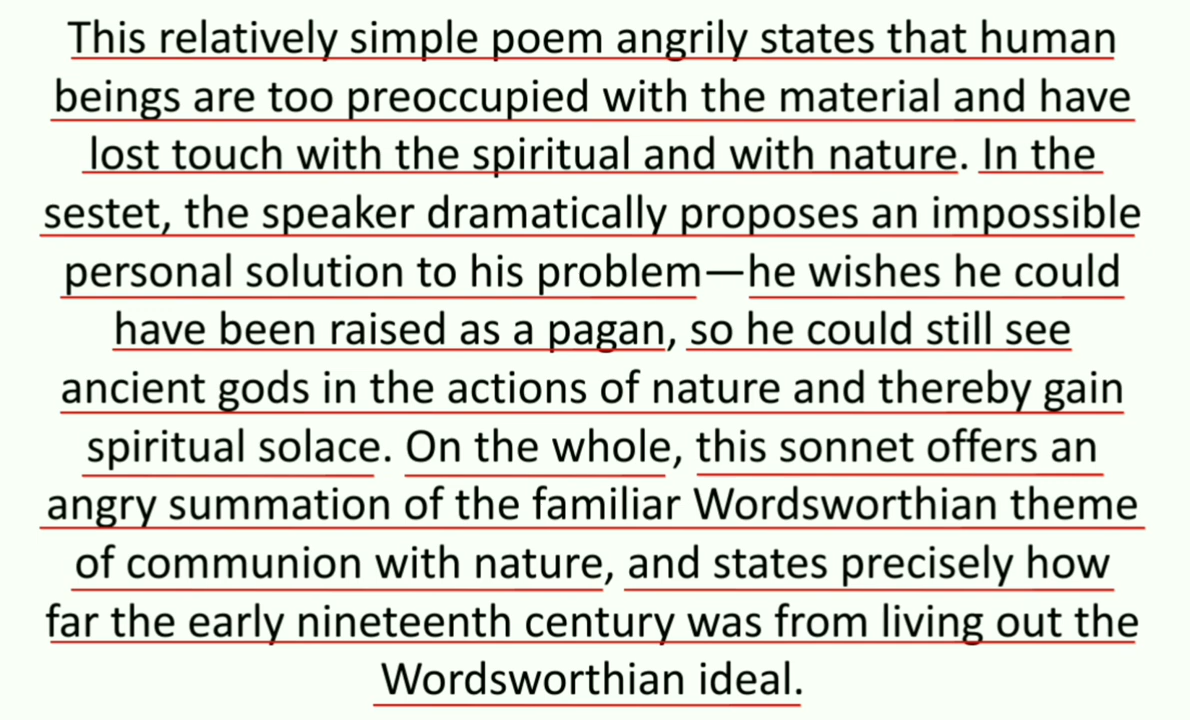 This relatively simple poem angrily states that human
beings are too preoccupied with the material and have
lost touch with the spiritual and with nature. In the
sestet, the speaker dramatically proposes an impossible
personal solution to his problem—he wishes he could
have been raised as a pagan, so he could still see
ancient gods in the actions of nature and thereby gain
spiritual solace. On the whole, this sonnet offers an
angry summation of the familiar Wordsworthian theme
of communion with nature, and states precisely how
far the early nineteenth century was from living out the
Wordsworthian ideal.